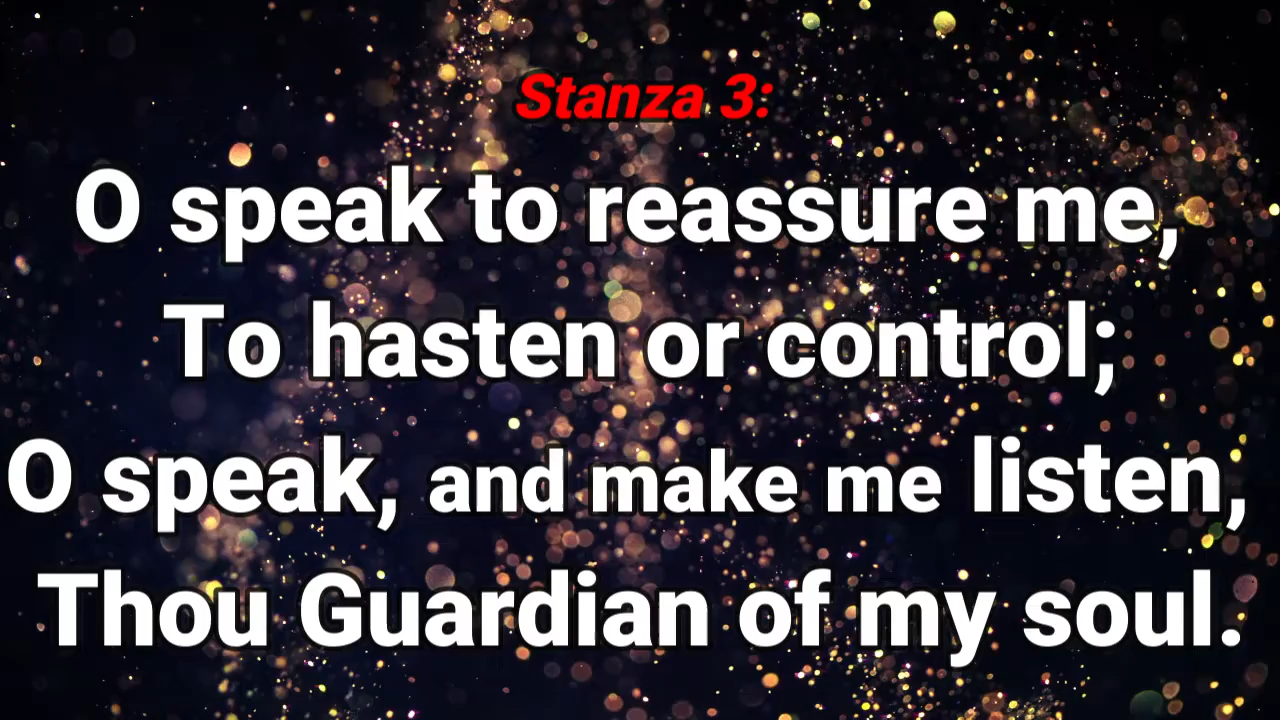 Stanza 3:
O speak to reassure me,
To hasten or control;
O speak, and make me listen,
Thou Guardian of my soul.